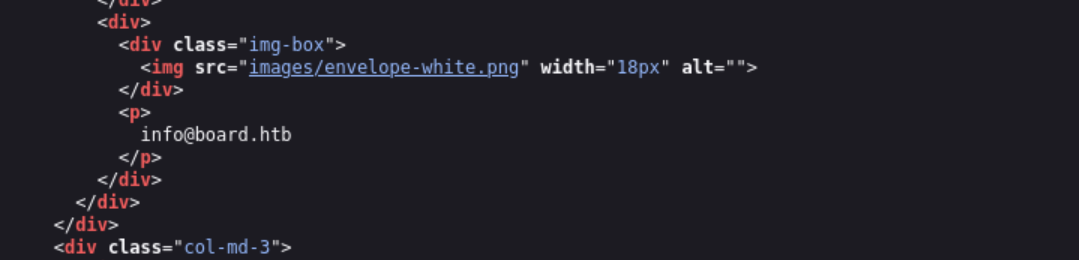 </div>
<div>
<div class="img-box">
<img src="images/envelope-white.png" width="18px" alt="">
</div>
<p>
info@board.htb
</p>
</div>
</div>
</div>
<div class="col-md-3">